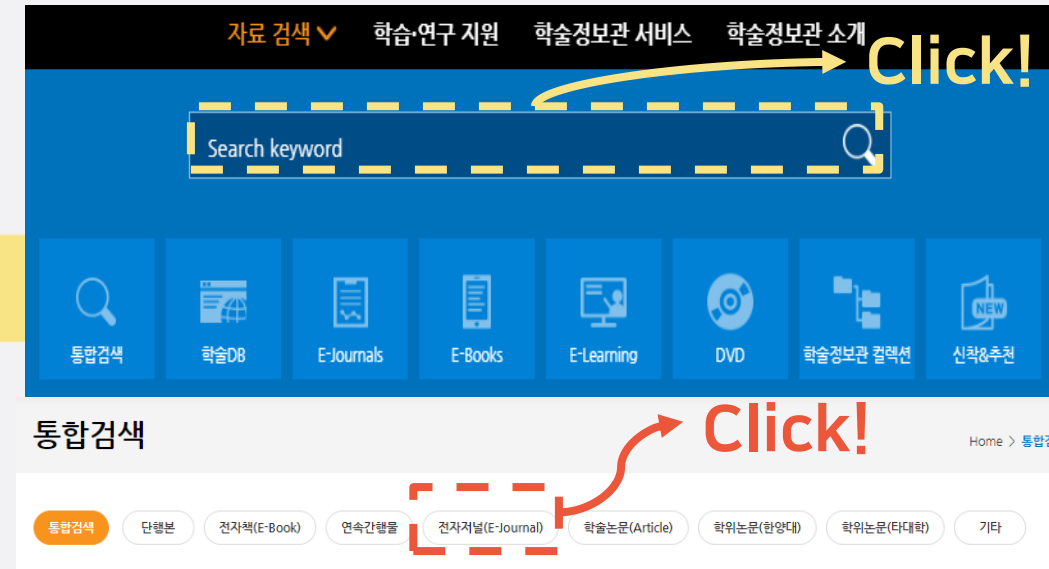 자료 검색 학습·연구 지원 학술정보관 서비스 학술정보관 소개
Click!
Search keyword
NEW
통합검색 학술DB E-Journals E-Books E-Learning DVD 학술정보관 컬렉션 신착&추천
Click!
통합검색
Home > 통합검
통합검색 단행본 전자책(E-Book) 연속간행물 전자저널(E-Journal) 학술논문(Article) 학위논문(한양대) 학위논문(타대학) 기타